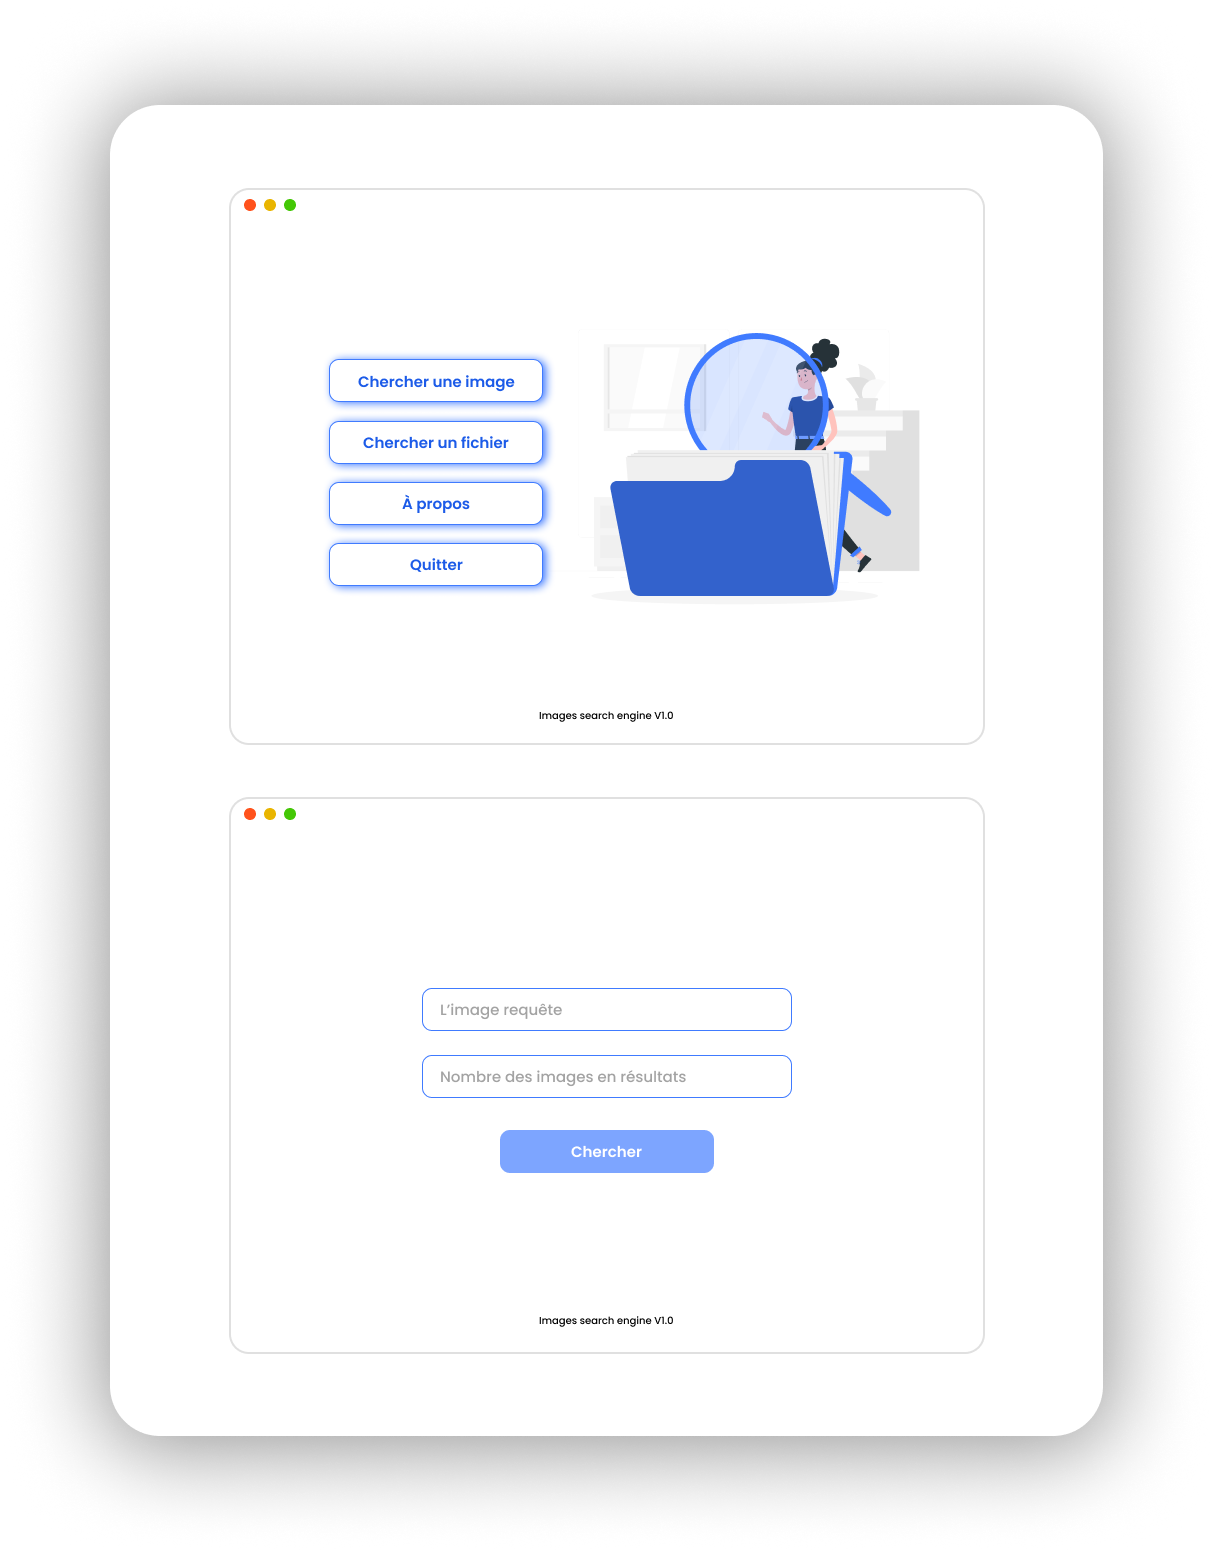 Chercher une image
Chercher un fichier
À propos
Quitter
Images search engine V1.0
L’image requête
Nombre des images en résultats
Chercher
Images search engine V1.0